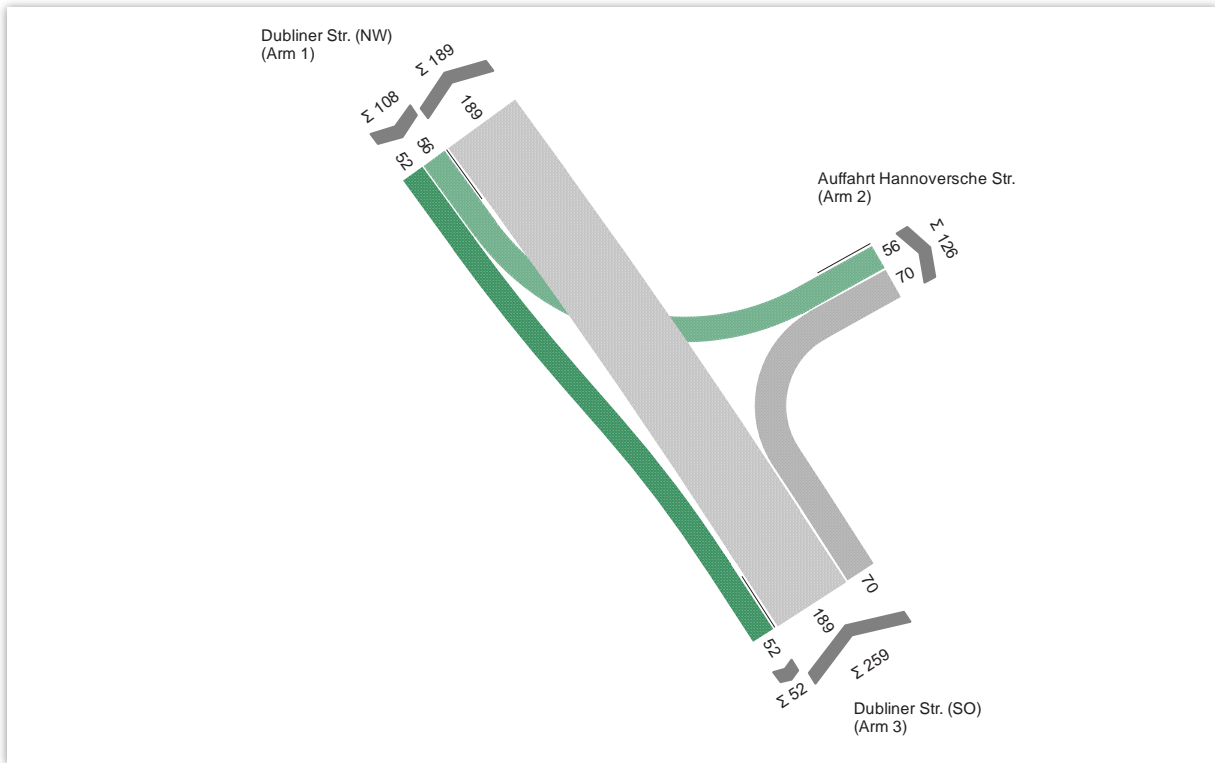 Dubliner Str. (NW)
(Arm 1)
Σ 189
Σ 108
189
56
52
Auffahrt Hannoversche Str.
(Arm 2)
Σ 126
56
70
70
189
52
Σ 259
Σ 52
Dubliner Str. (SO)
(Arm 3)